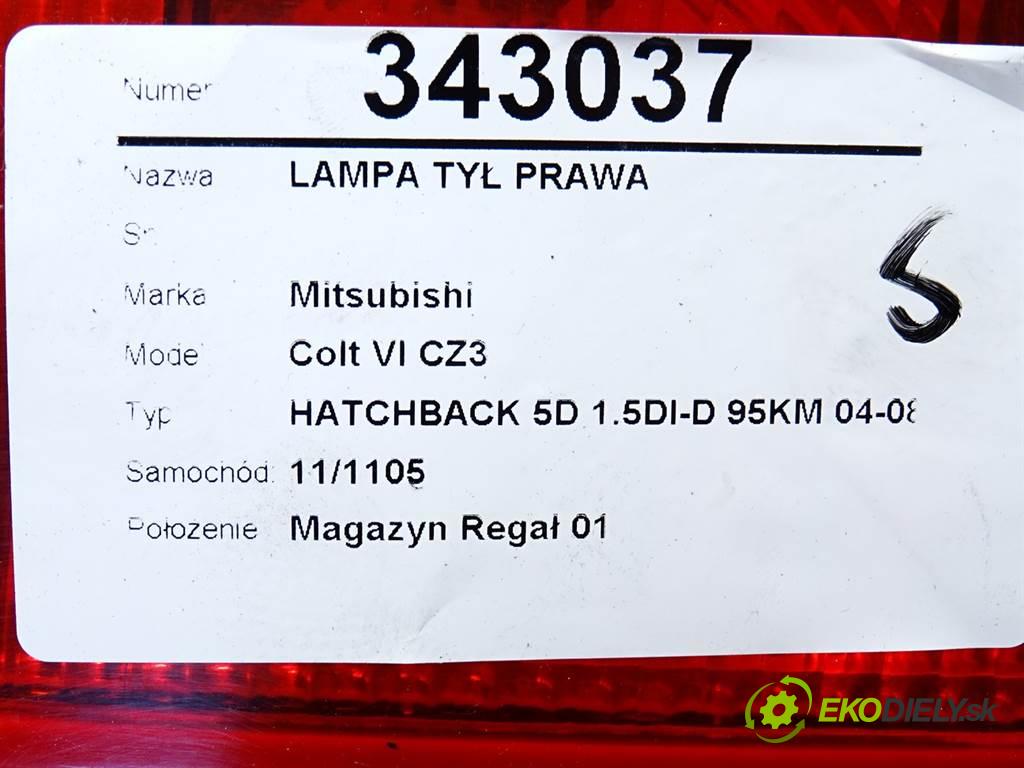 Numer 343037
Nazwa LAMPA TYŁ PRAWA
Sn
Marka Mitsubishi
Model Colt VI CZ3
Typ HATCHBACK 5D 1.5DI-D 95KM 04-08
Samochód: 11/1105
Położenie Magazyn Regał 01
5
EKODIELY.sk